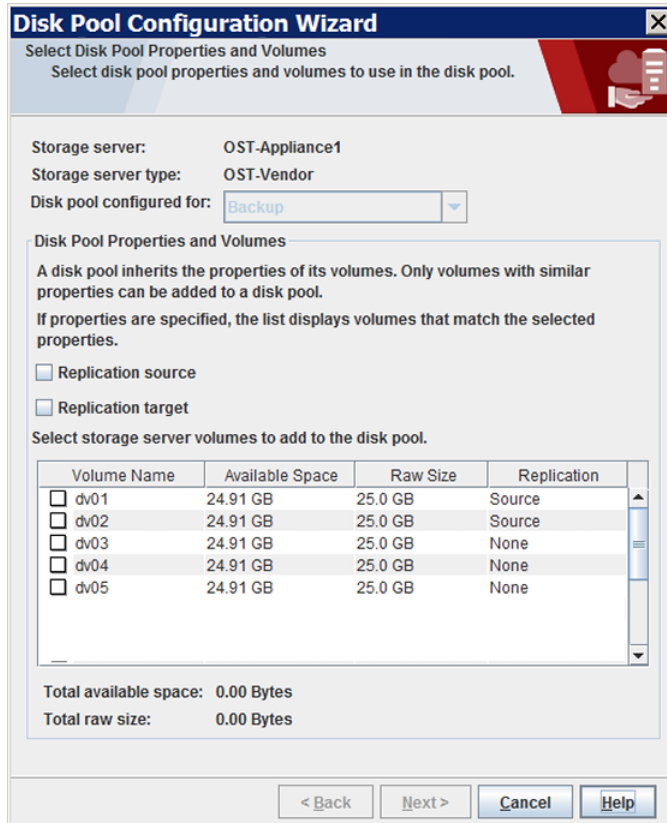 Disk Pool Configuration Wizard
Select Disk Pool Properties and Volumes
Select disk pool properties and volumes to use in the disk pool.
Storage server: OST-Appliance1
Storage server type: OST-Vendor
Disk pool configured for: Backup
Disk Pool Properties and Volumes
A disk pool inherits the properties of its volumes. Only volumes with similar
properties can be added to a disk pool.
If properties are specified, the list displays volumes that match the selected
properties.
Replication source
Replication target
Select storage server volumes to add to the disk pool.
Volume Name Available Space Raw Size Replication
dv01 24.91 GB 25.0 GB Source
dv02 24.91 GB 25.0 GB Source
dv03 24.91 GB 25.0 GB None
dv04 24.91 GB 25.0 GB None
dv05 24.91 GB 25.0 GB None
Total available space: 0.00 Bytes
Total raw size: 0.00 Bytes
< Back Next > Cancel Help